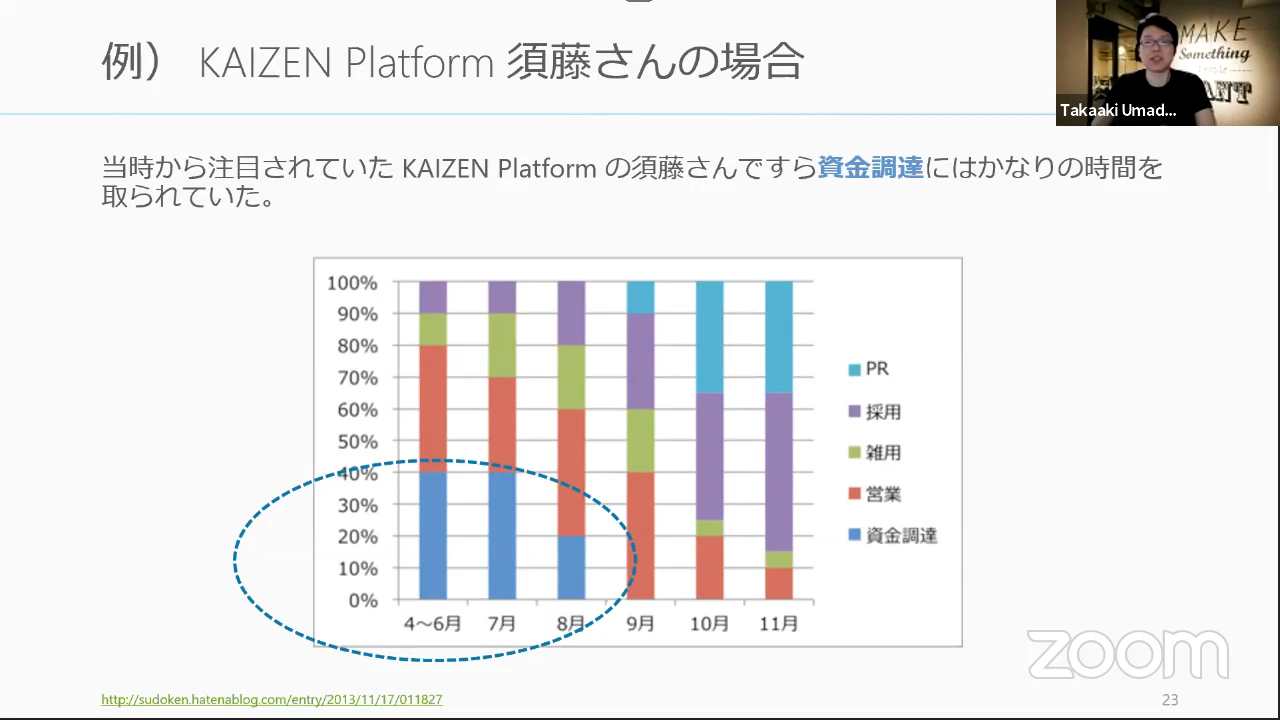 例） KAIZEN Platform 須藤さんの場合
MAKE
Something
ANT
Takaaki Umad...
当時から注目されていた KAIZEN Platform の須藤さんですら資金調達にはかなりの時間を
取られていた。
100%
90%
80%
70%
60%
50%
40%
30%
20%
10%
0%
4～6月 7月 8月 9月 10月 11月
PR
採用
雑用
営業
資金調達
zoom
http://sudoken.hatenablog.com/entry/2013/11/17/011827
23